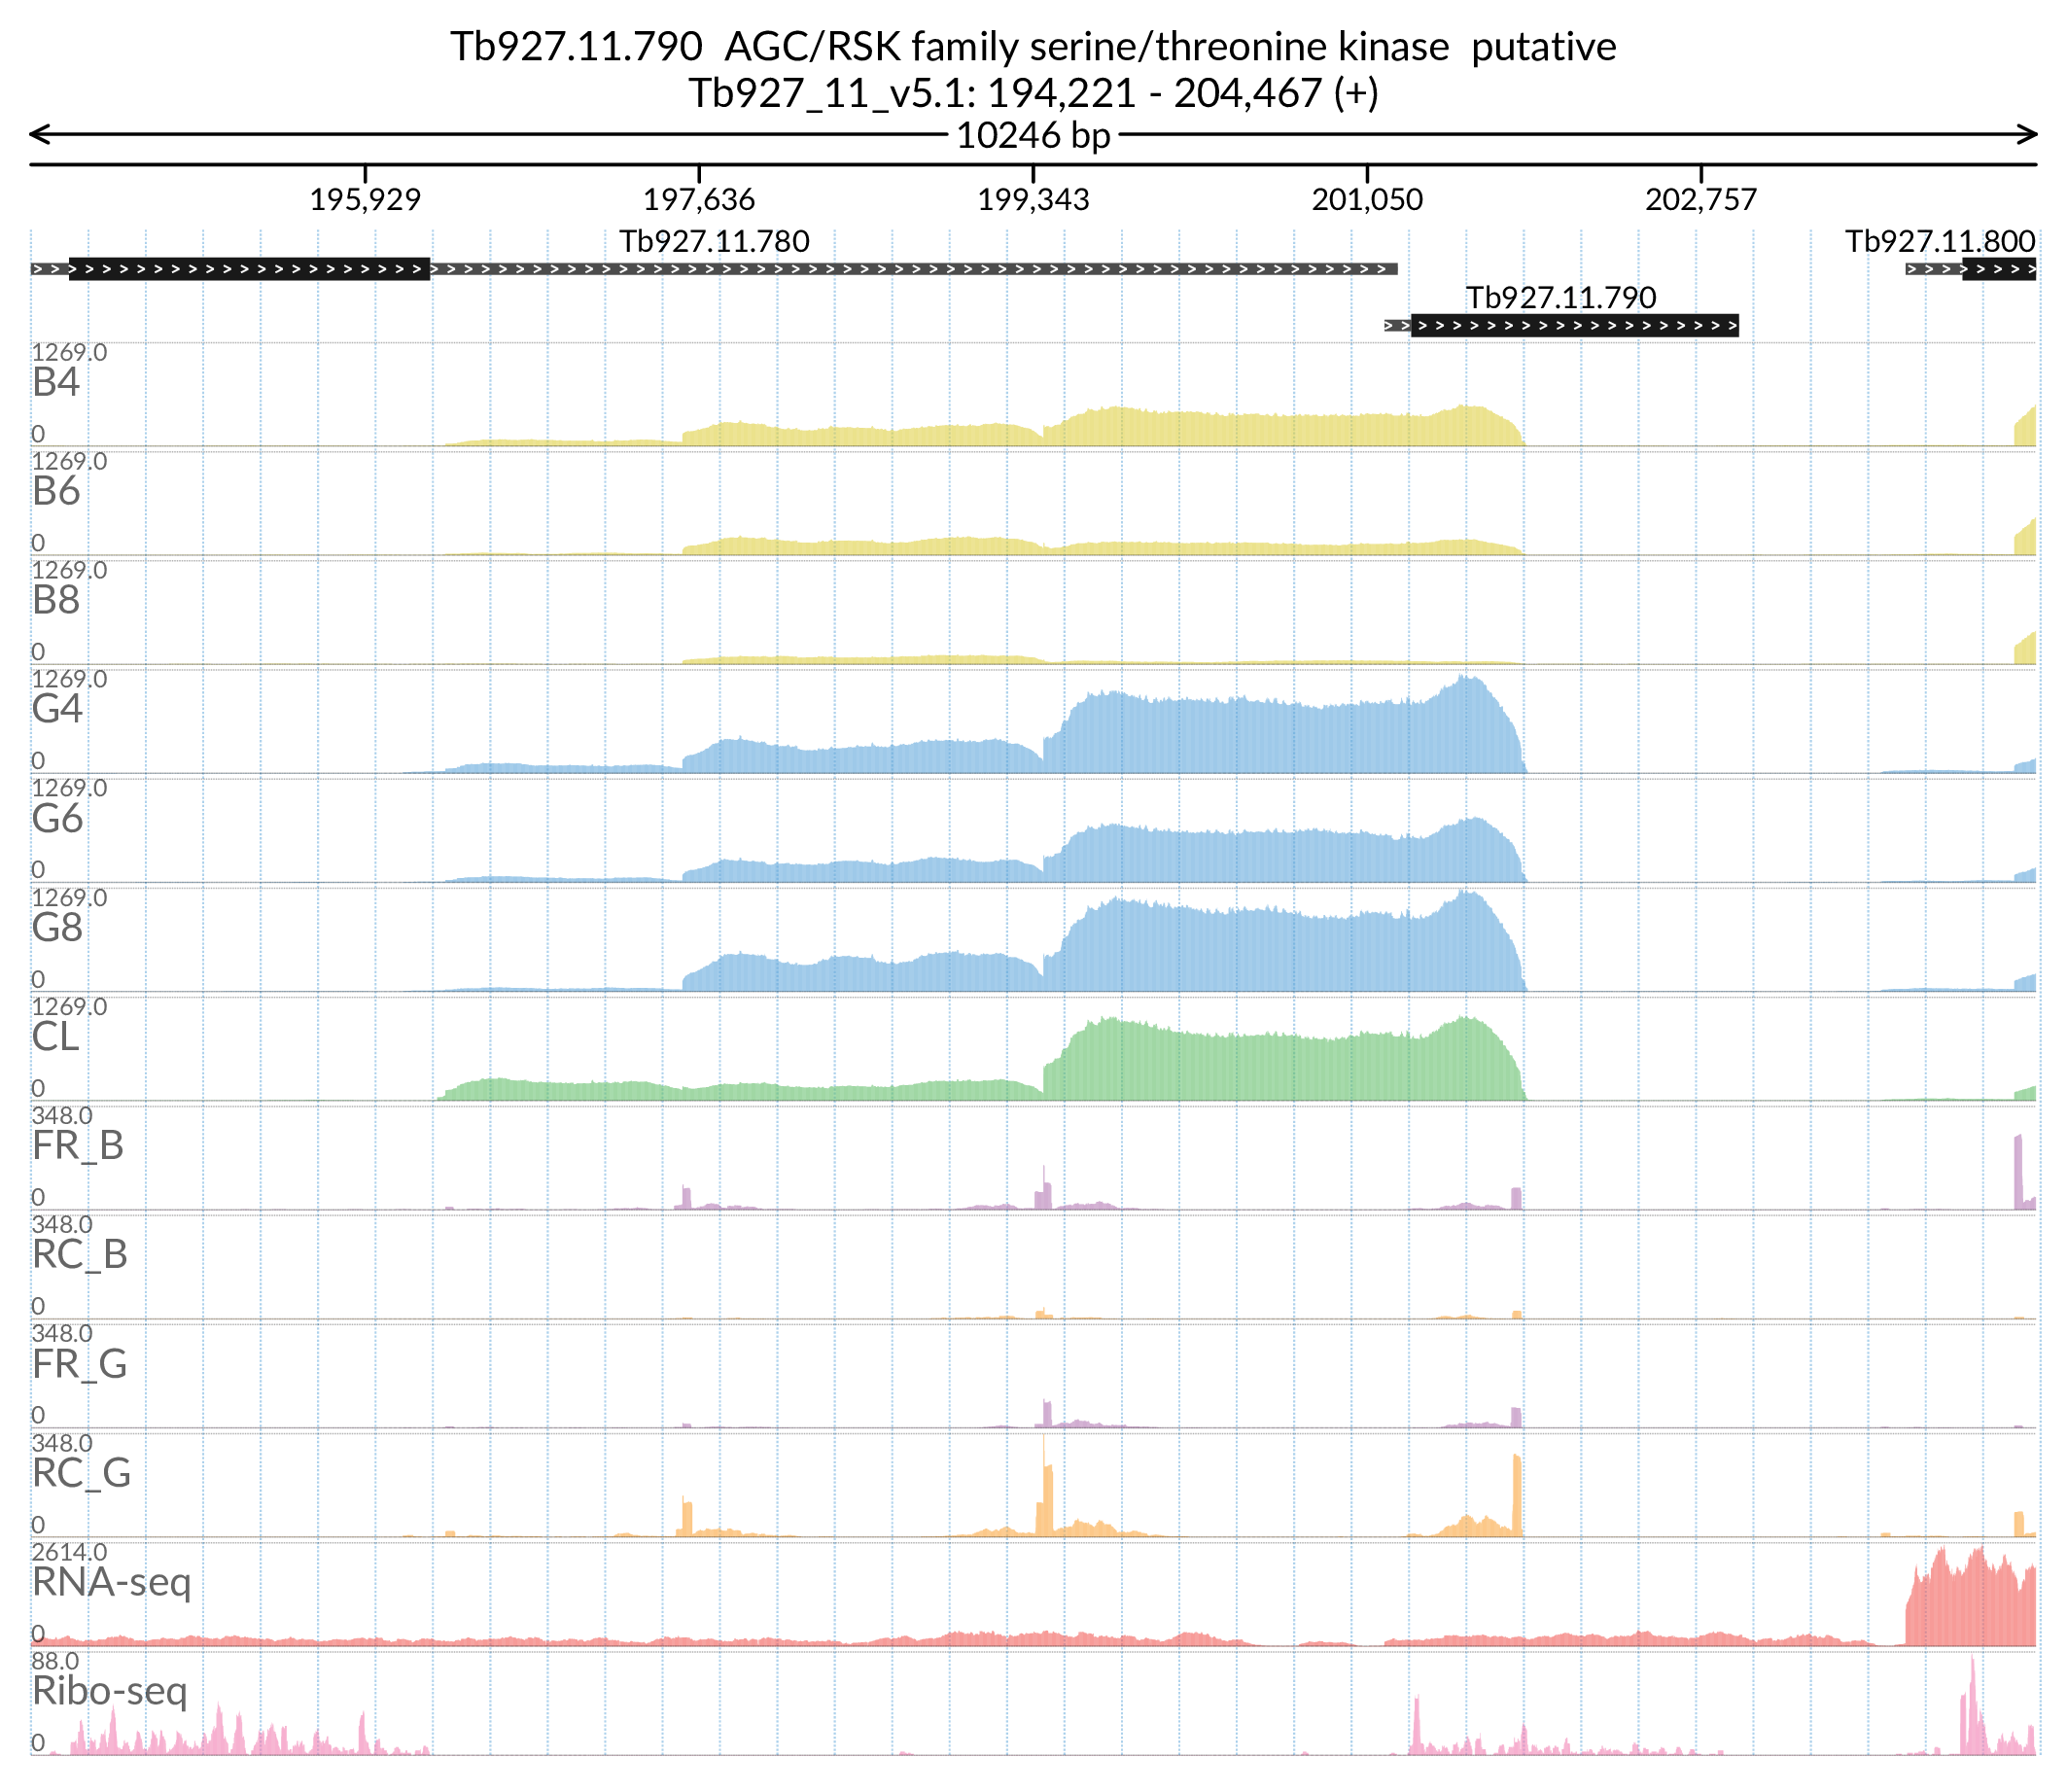 Tb927.11.790  AGC/RSK family serine/threonine kinase  putative
Tb927_11_v5.1: 194,221 - 204,467 (+)
10246 bp
195,929 197,636 199,343 201,050 202,757
Tb927.11.780 Tb927.11.800
Tb927.11.790
1269.0
B4
0
1269.0
B6
0
1269.0
B8
0
1269.0
G4
0
1269.0
G6
0
1269.0
G8
0
1269.0
CL
0
348.0
FR_B
0
348.0
RC_B
0
348.0
FR_G
0
348.0
RC_G
0
2614.0
RNA-seq
0
88.0
Ribo-seq
0